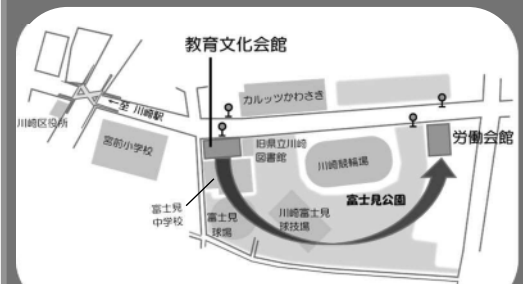 教育文化会館
カルッツかわさき
←至 川崎駅
川崎区役所
宮前小学校
旧県立川崎
図書館
川崎競輪場
労働会館
富士見
中学校
富士見
球場
川崎富士見
球技場
富士見公園